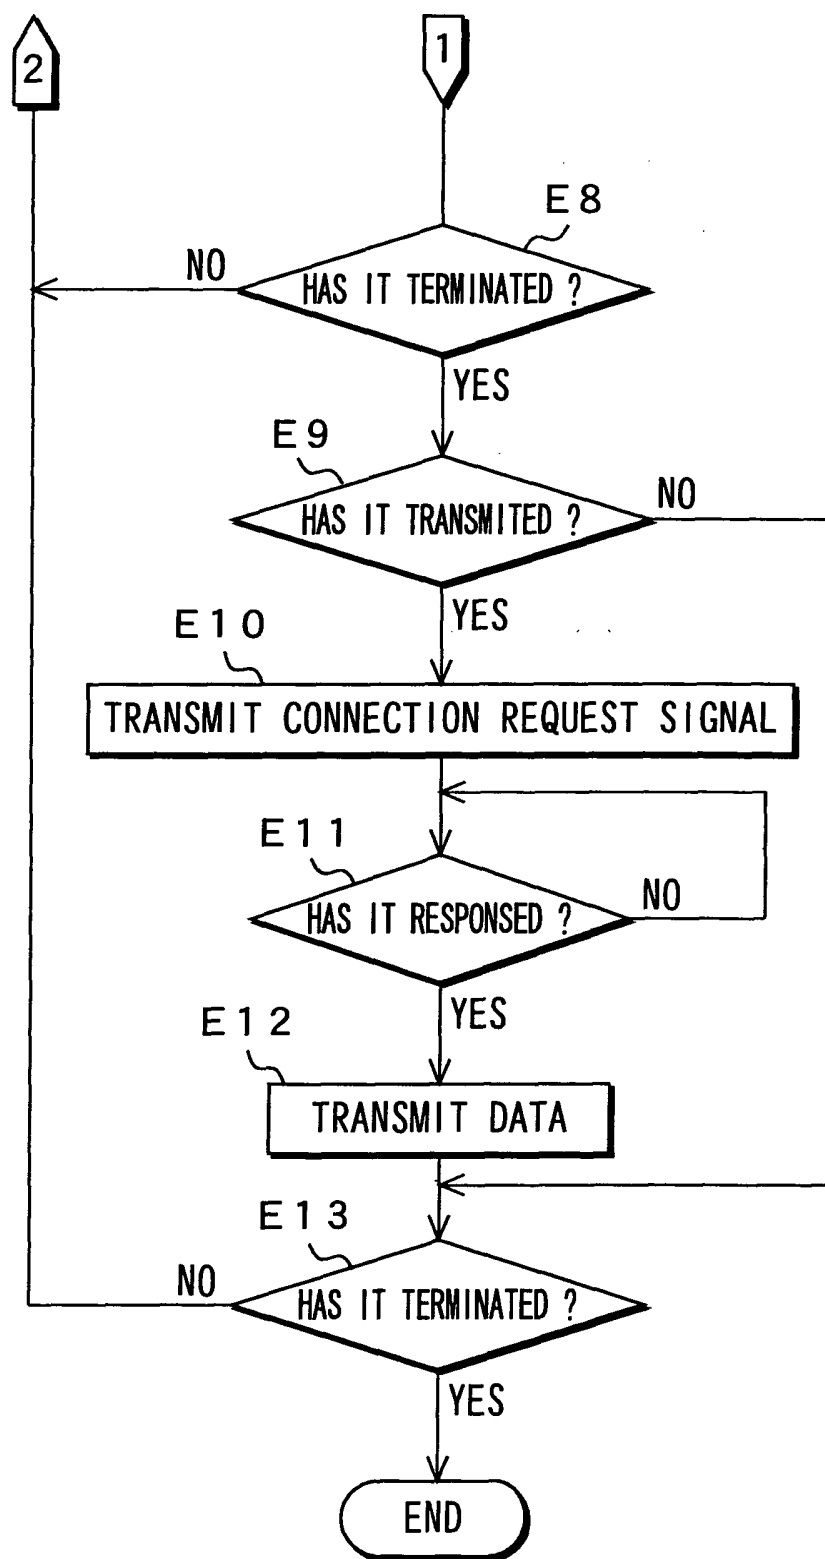 2
1
E8
NO
HAS IT TERMINATED ?
YES
E9
NO
HAS IT TRANSMITED ?
YES
E10
TRANSMIT CONNECTION REQUEST SIGNAL
E11
NO
HAS IT RESPONSED ?
YES
E12
TRANSMIT DATA
E13
NO
HAS IT TERMINATED ?
YES
END